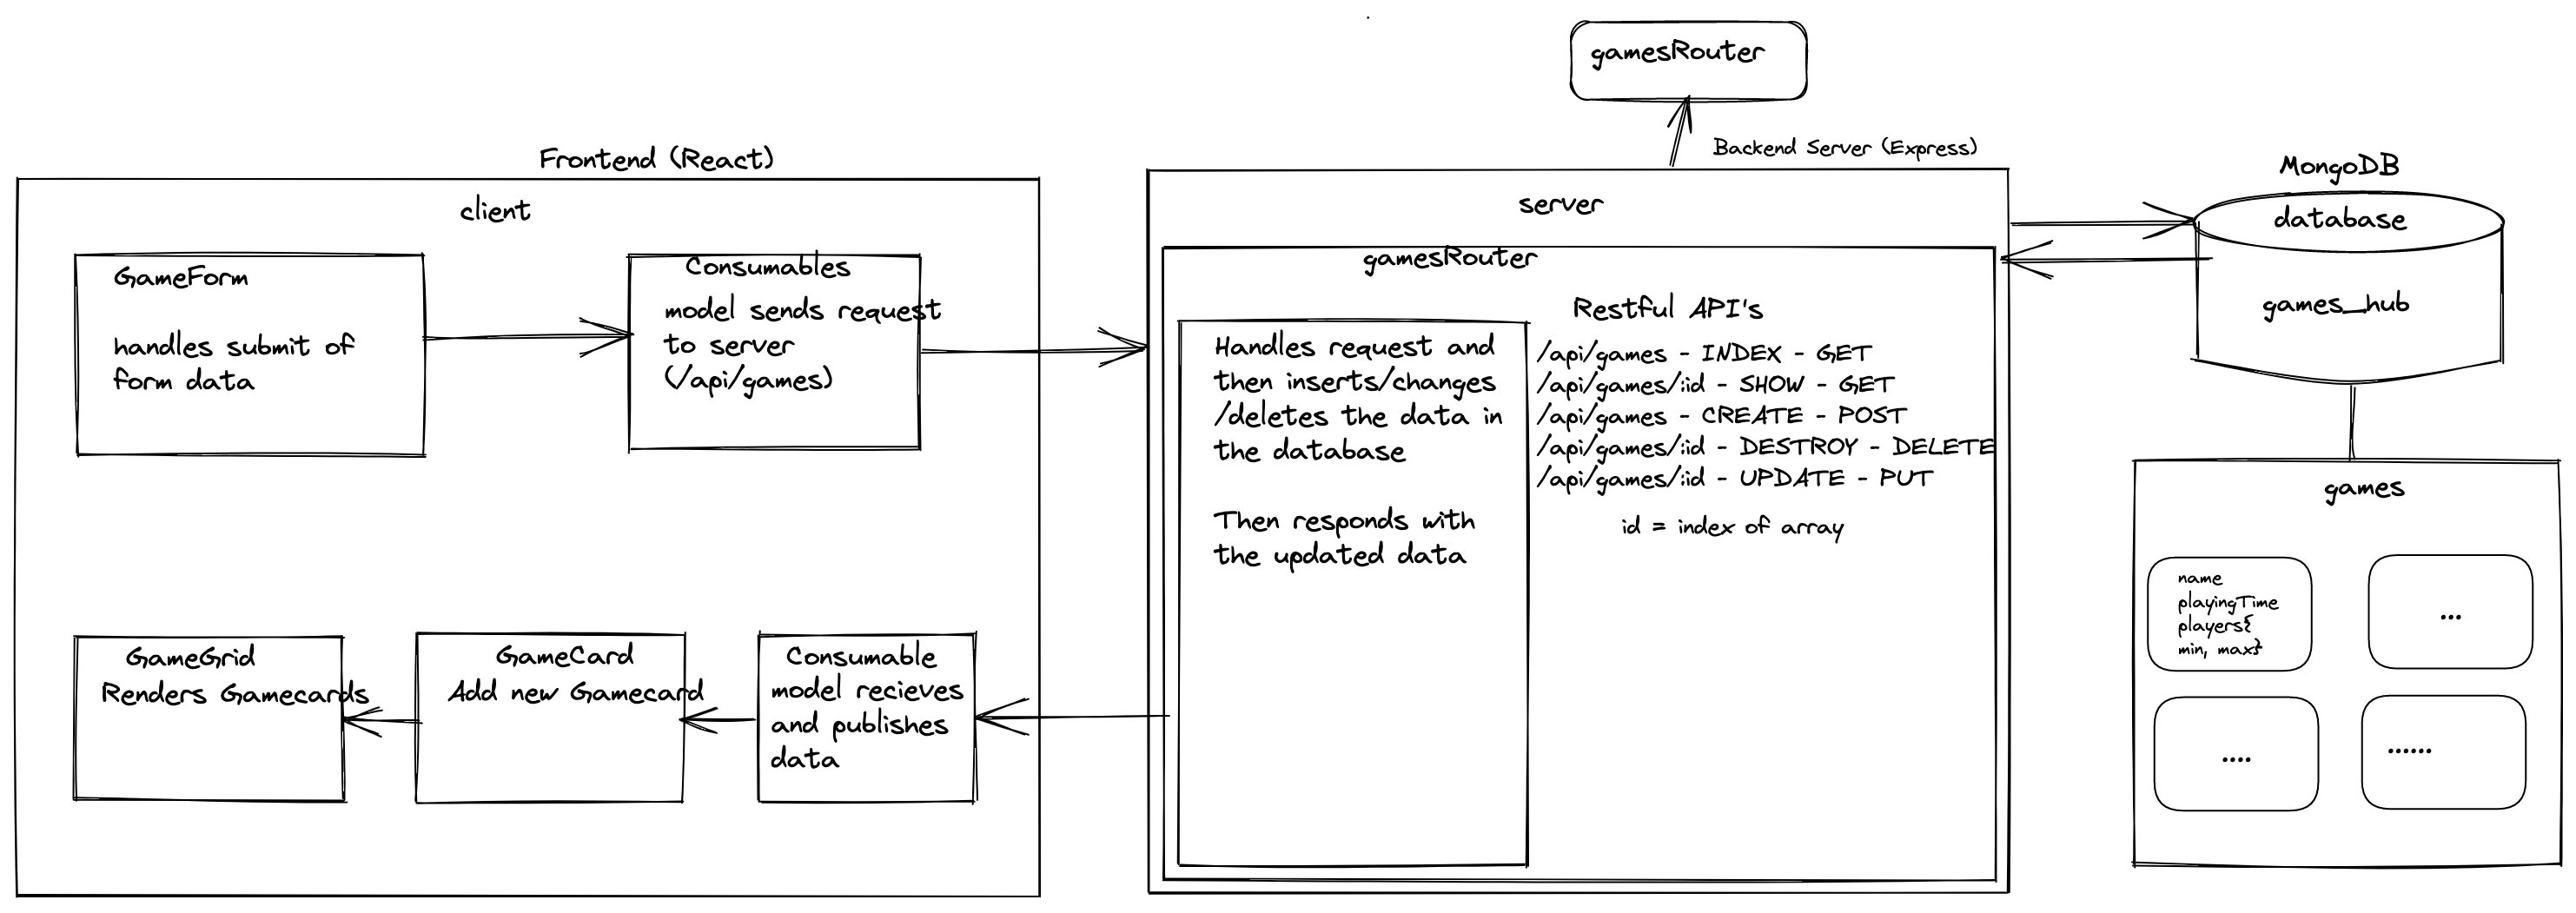 gamesRouter
Backend Server (Express)
Frontend (React)
client
GameForm
handles submit of
form data
Consumables
model sends request
to server
(/api/games)
GameGrid
Renders Gamecards
GameCard
Add new Gamecard
Consumable
model recieves
and publishes
data
server
gamesRouter
Handles request and
then inserts/changes
/deletes the data in
the database
Then responds with
the updated data
Restful API's
/api/games - INDEX - GET
/api/games/:id - SHOW - GET
/api/games - CREATE - POST
/api/games/:id - DESTROY - DELETE
/api/games/:id - UPDATE - PUT
id = index of array
MongoDB
database
games_hub
games
name
playingTime
players{
min, max}
...
....
......